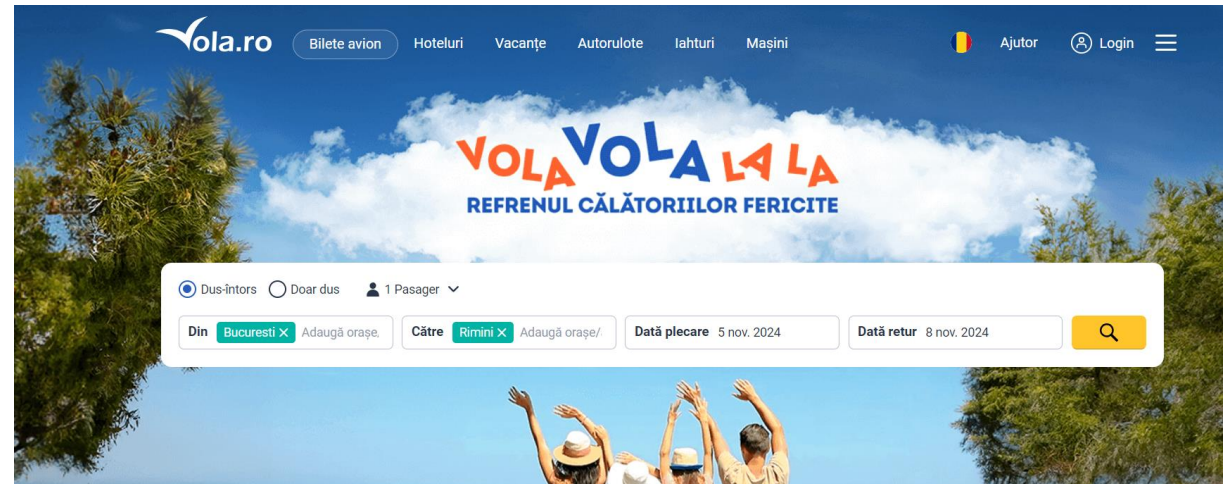 Vola.ro Bilete avion Hoteluri Vacanțe Autorulote Iahturi Mașini Ajutor Login
VOLA VOLA LA LA
REFRENUL CĂLĂTORIILOR FERICITE
Dus-întors Doar dus 1 Pasager
Din Bucuresti Adaugă orașe, Către Rimini Adaugă orașe/ Dată plecare 5 nov. 2024 Dată retur 8 nov. 2024